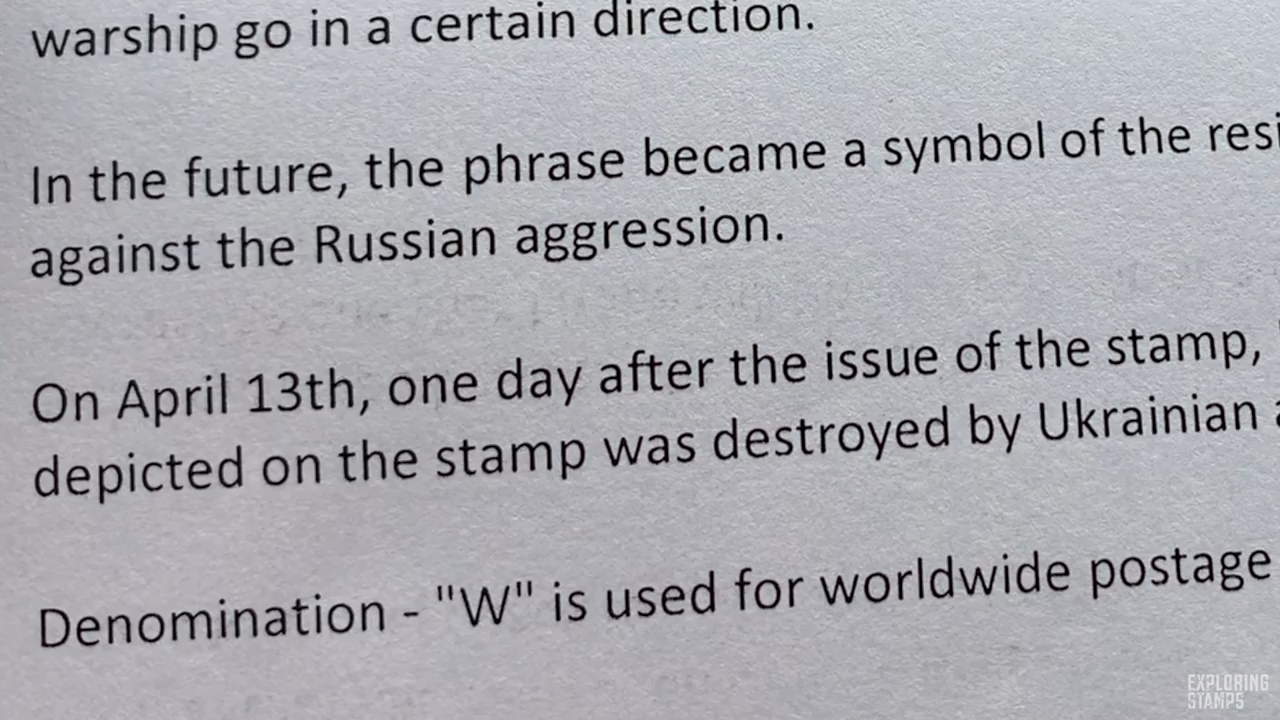 warship go in a certain direction.
In the future, the phrase became a symbol of the
against the Russian aggression.
On April 13th, one day after the issue of the stamp,
depicted on the stamp was destroyed by Ukrainian
Denomination - "W" is used for worldwide postage
EXPLORING
STAMPS